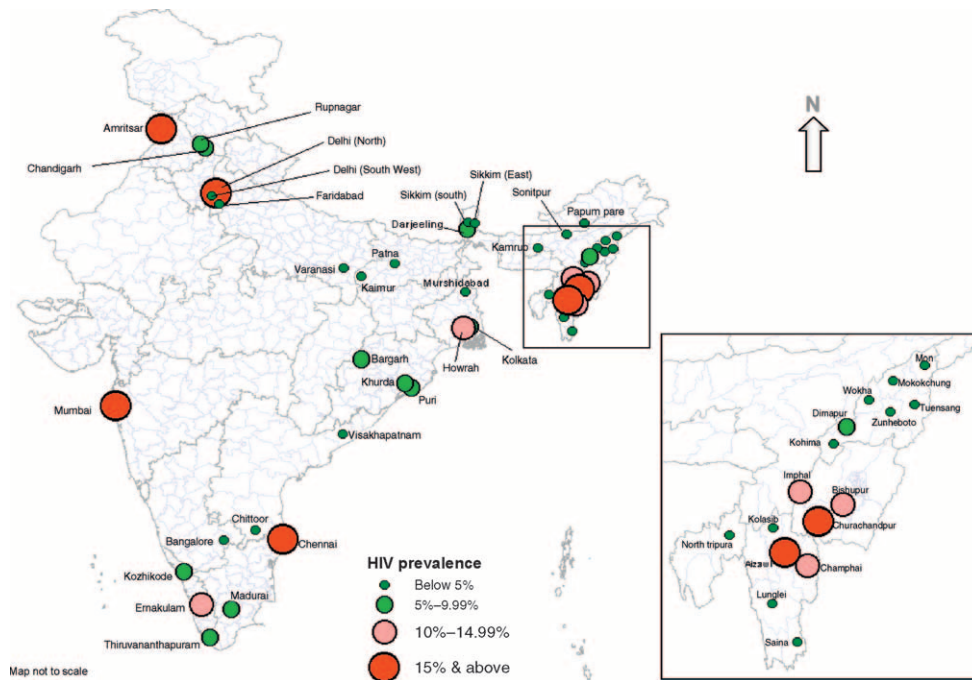 N
Rupnagar
Amritsar
Delhi (North)
Chandigarh
Delhi (South West)
Sikkim (East)
Faridabad
Sikkim (south)
Sonitpur
Papum pare
Darjeeling
Kamrup
Patna
Varanasi
Kaimur
Murshidabad
Kolkata
Howrah
Bargarh
Khurda
Puri
Mumbai
Visakhapatnam
Chittoor
Bangalore
Chennai
Kozhikode
Madurai
Ernakulam
Thiruvananthapuram
HIV prevalence
Below 5%
5%–9.99%
10%–14.99%
15% & above
Map not to scale
Mon
Mokokchung
Wokha
Tuensang
Dimapur
Zunheboto
Kohima
Imphal
Bishupur
Kolasib
Churachandpur
North tripura
Aizawl
Champhai
Lunglei
Saina